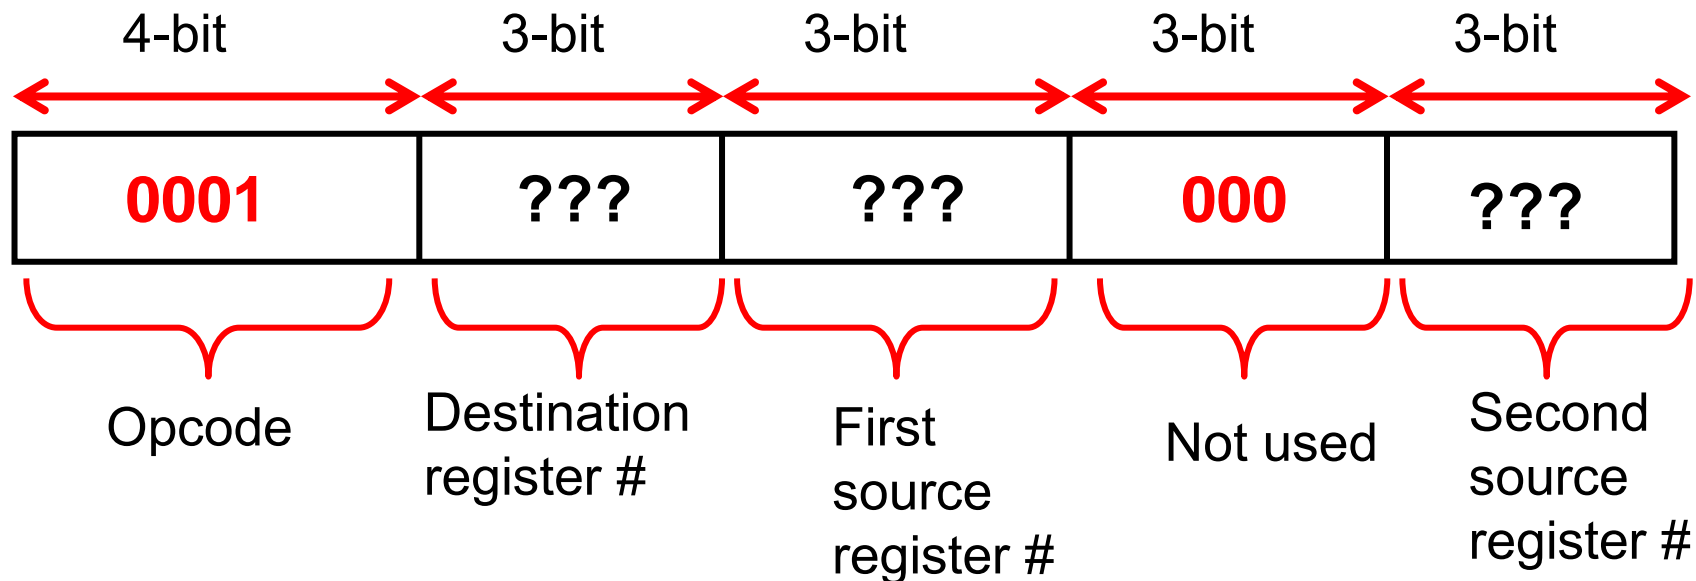 4-bit 3-bit 3-bit 3-bit 3-bit
0001 ??? ??? 000 ???
Opcode
Destination
register #
First
source
register #
Not used
Second
source
register #